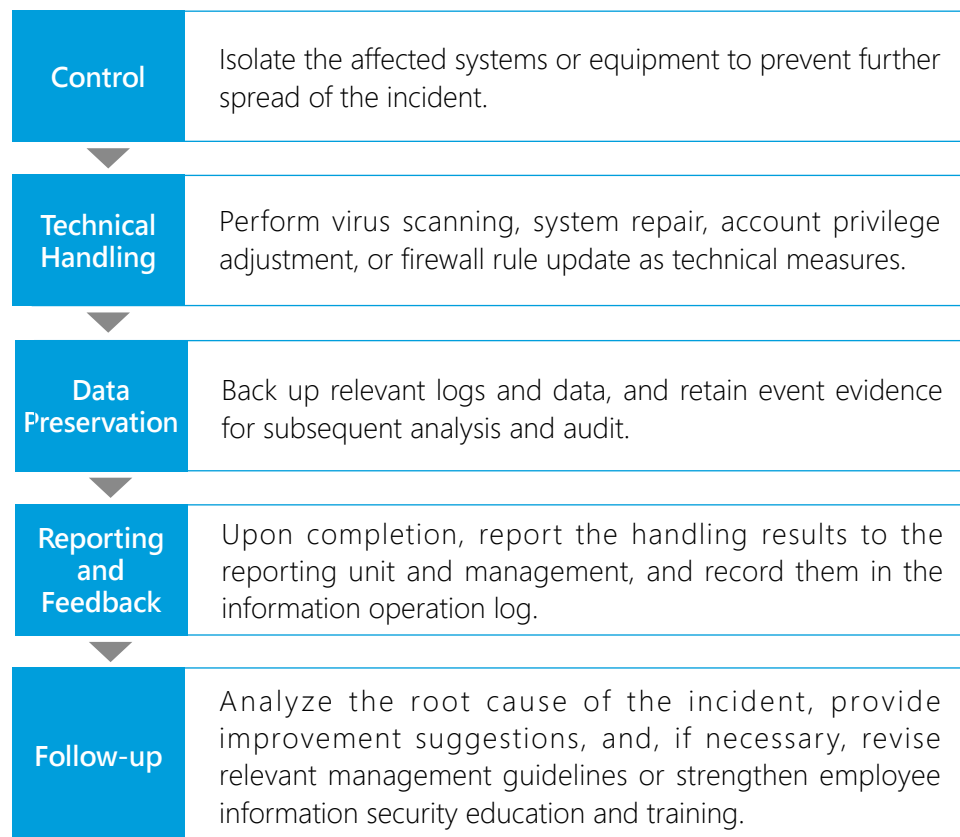 Control
Isolate the affected systems or equipment to prevent further
spread of the incident.
Technical
Handling
Perform virus scanning, system repair, account privilege
adjustment, or firewall rule update as technical measures.
Data
Preservation
Back up relevant logs and data, and retain event evidence
for subsequent analysis and audit.
Reporting
and
Feedback
Upon completion, report the handling results to the
reporting unit and management, and record them in the
information operation log.
Follow-up
Analyze the root cause of the incident, provide
improvement suggestions, and, if necessary, revise
relevant management guidelines or strengthen employee
information security education and training.